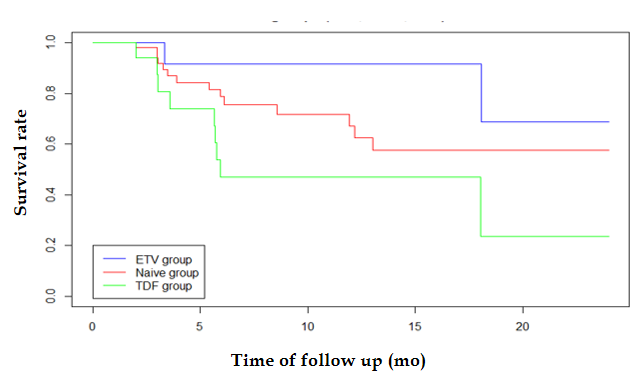 Survival rate
1.0
0.8
0.6
0.4
0.2
0.0
ETV group
Naive group
TDF group
0 5 10 15 20
Time of follow up (mo)